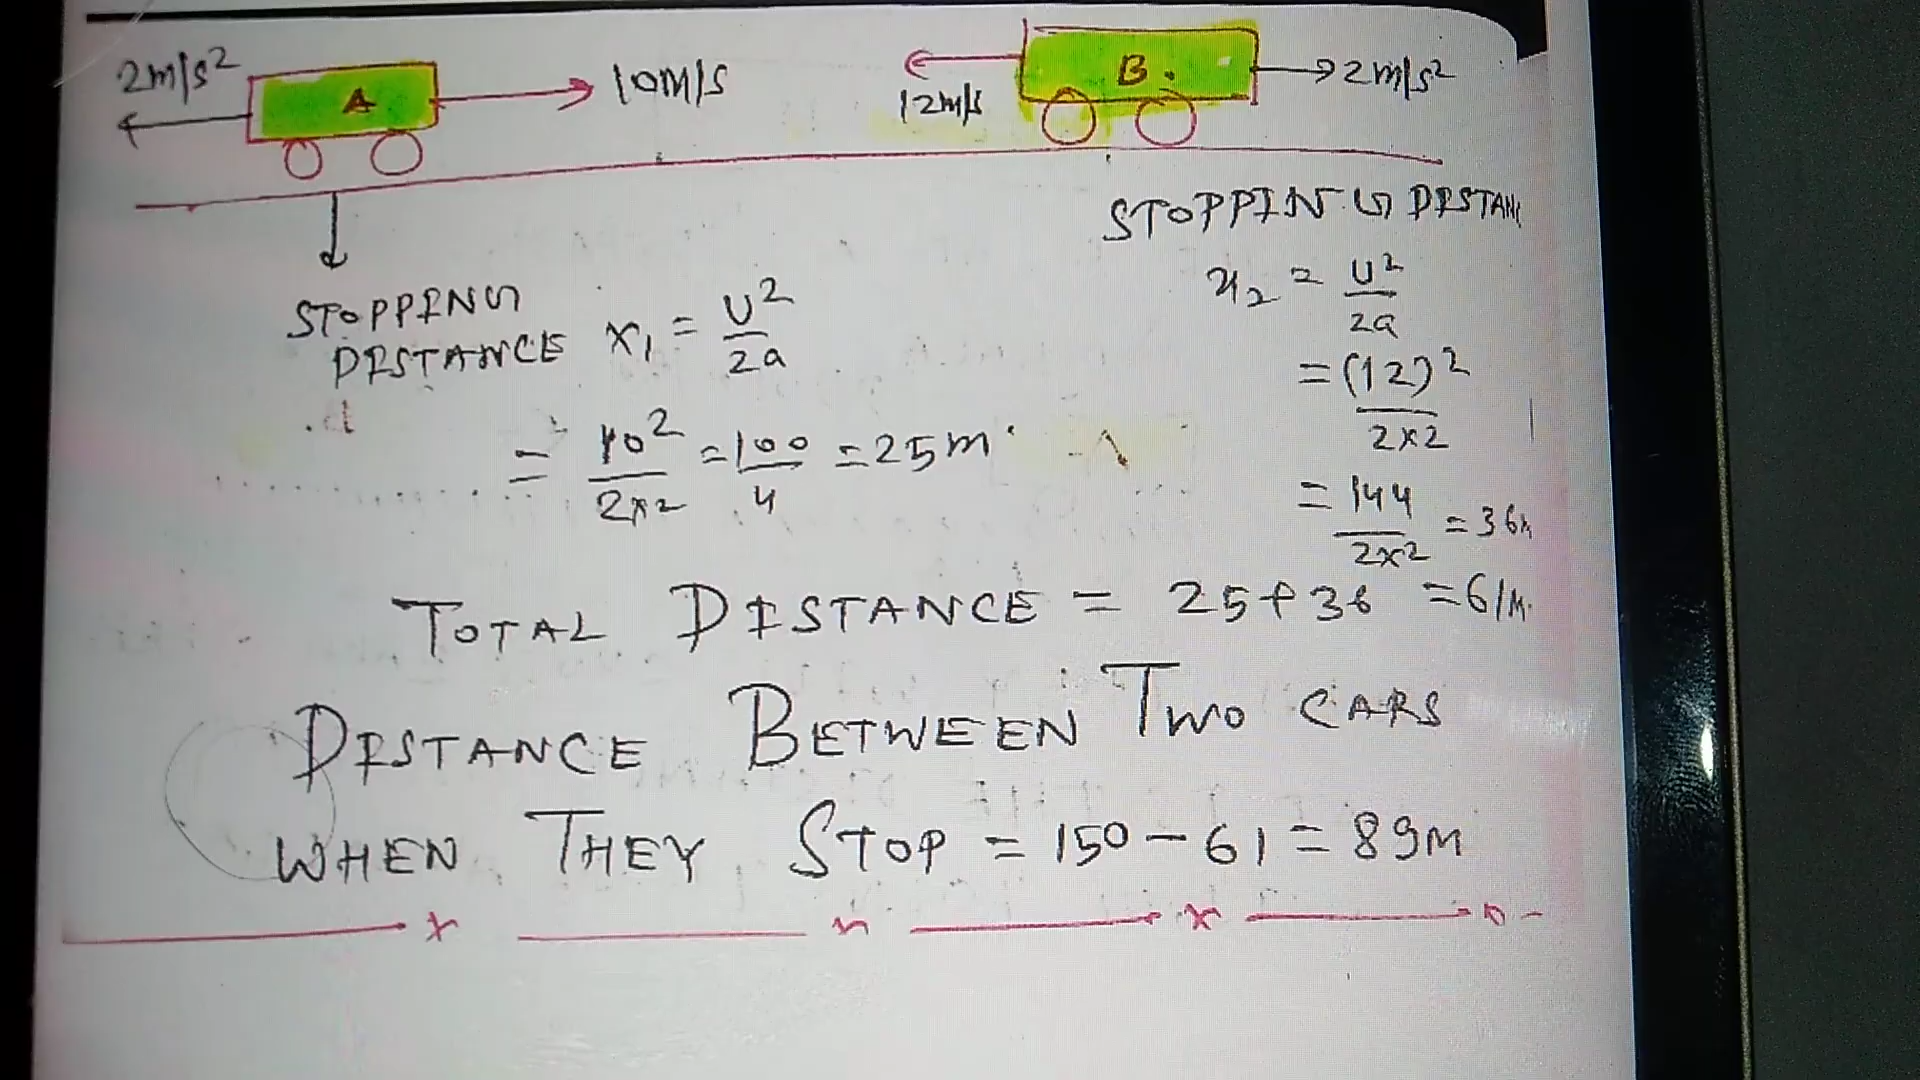 2m/s²
A
10m/s
12m/s
B.
2m/s²
STOPPING DISTANCE x₁ = U²/2a
= 10²/2×2 = 100/4 = 25m.
STOPPING DISTANC
x₂ = U²/2a
= (12)²/2×2
= 144/2×2 = 36m
TOTAL DISTANCE = 25+36 = 61M.
DISTANCE BETWEEN TWO CARS
WHEN THEY STOP = 150 - 61 = 89M